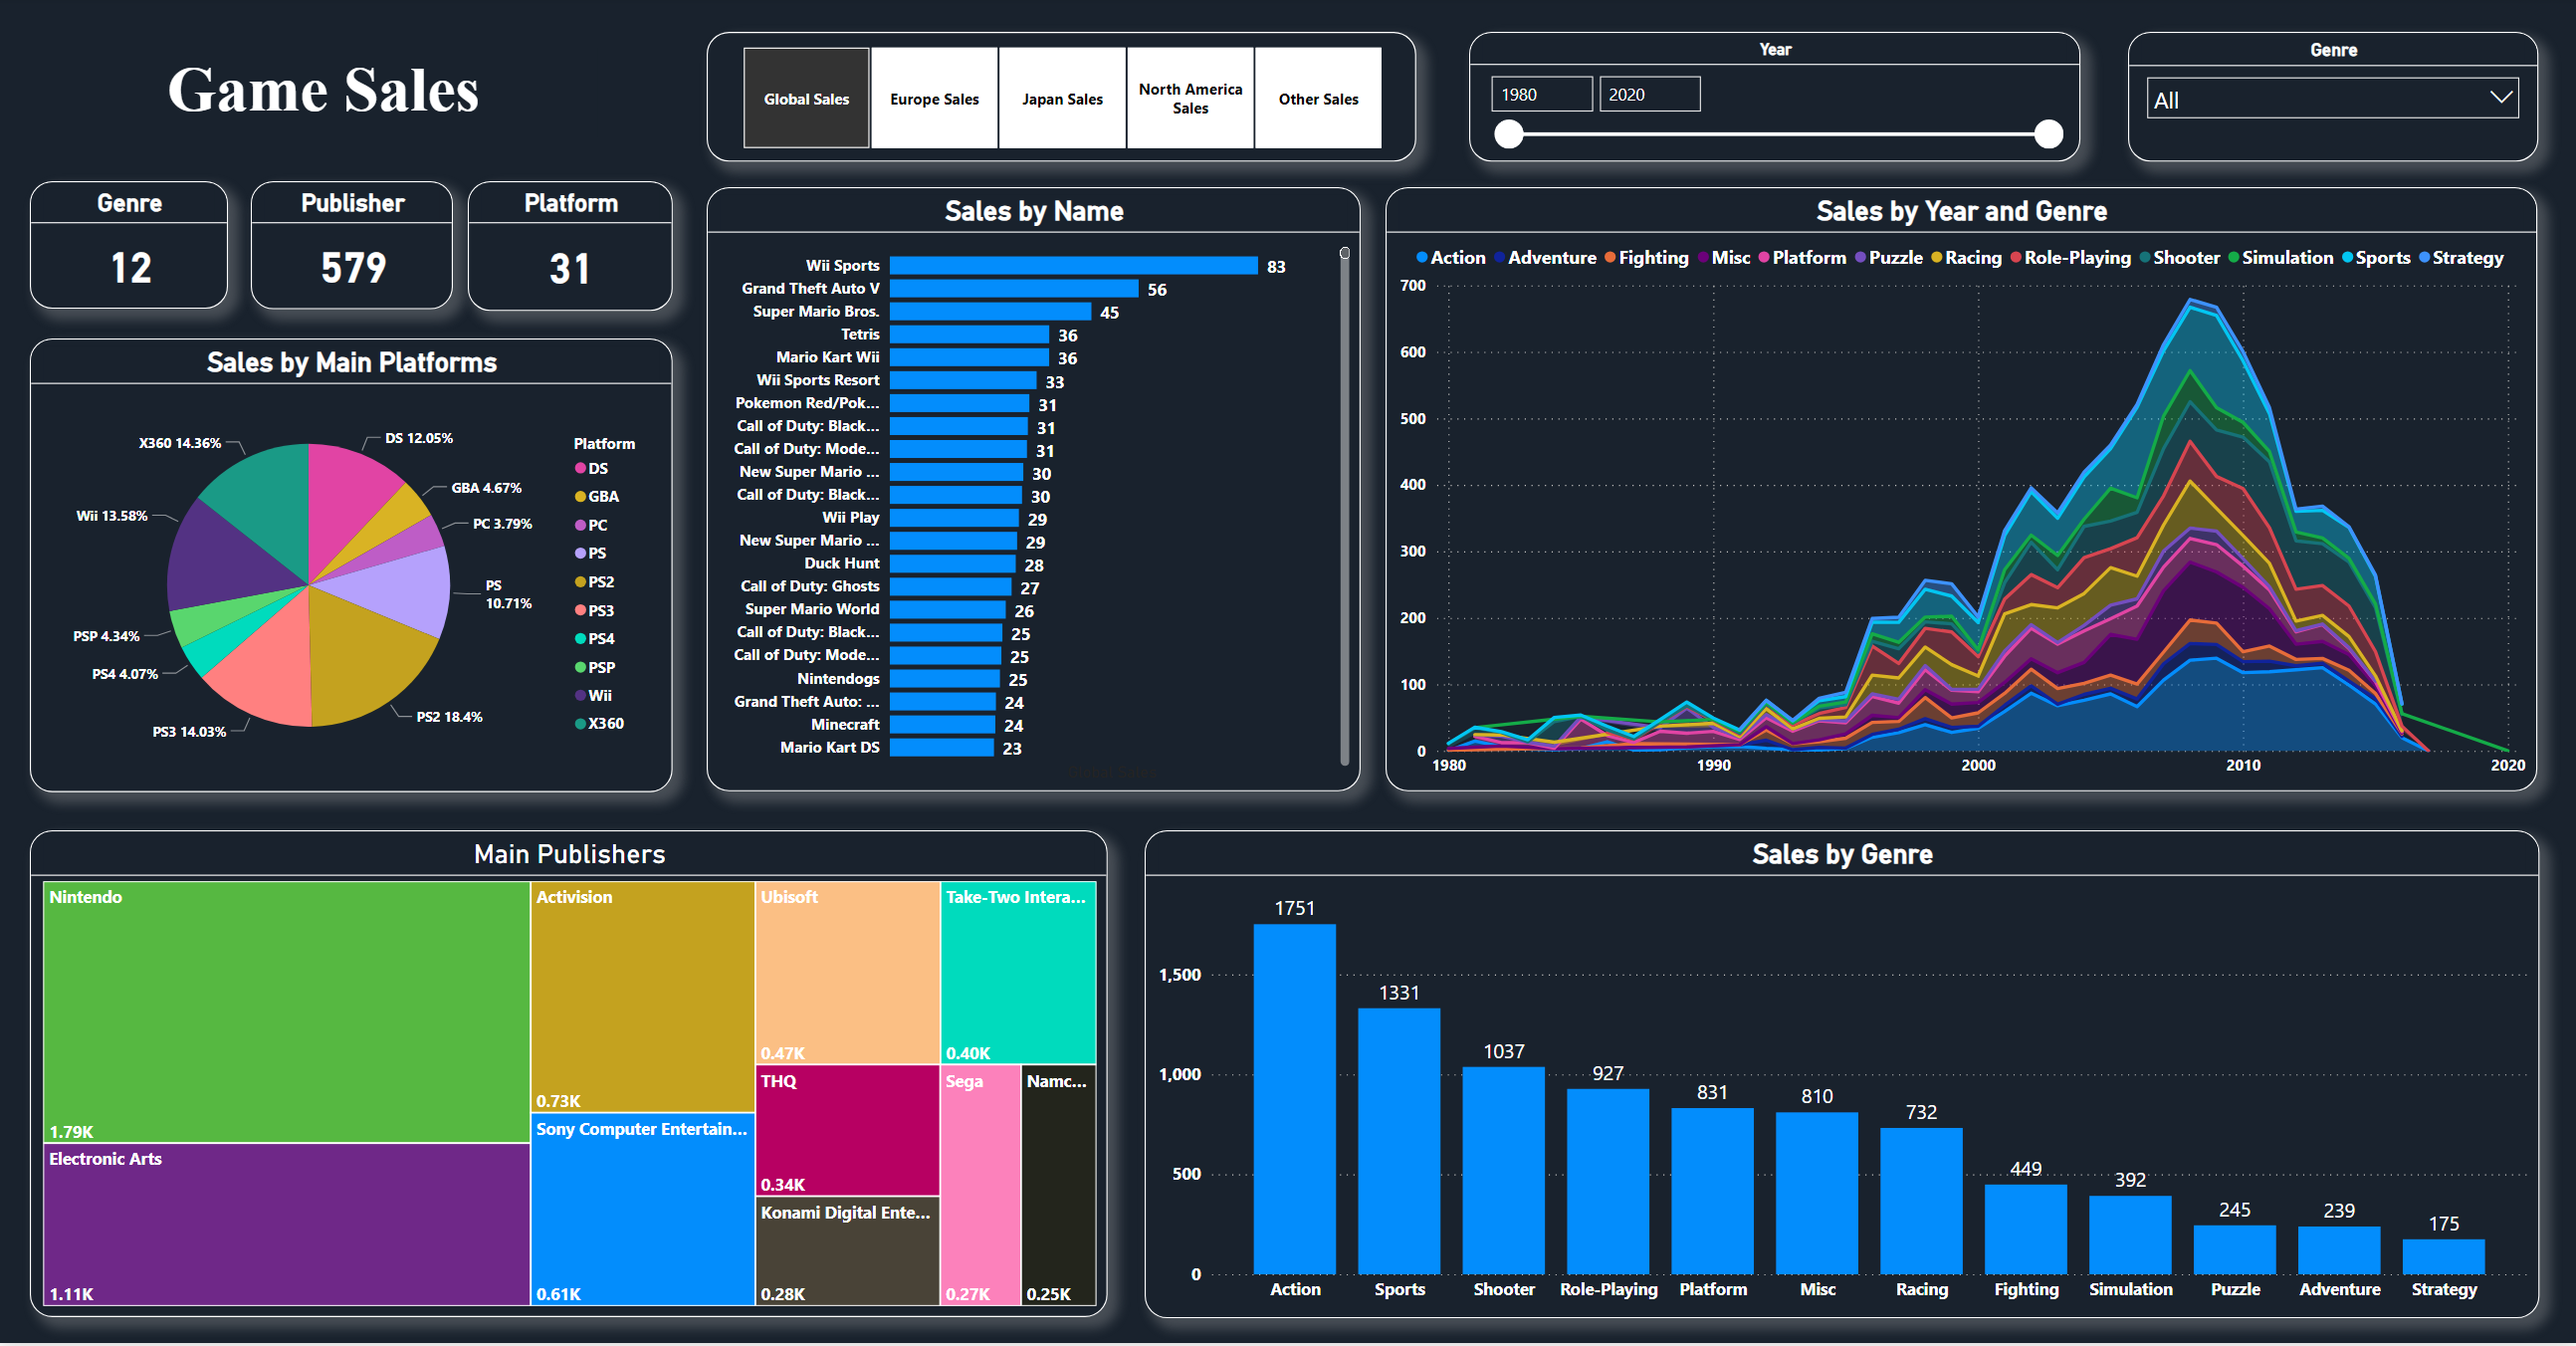 Game Sales
Global Sales
Europe Sales
Japan Sales
North America
Sales
Other Sales
Year
1980
2020
Genre
All
Genre
12
Publisher
579
Platform
31
Sales by Main Platforms
X360 14.36%
DS 12.05%
GBA 4.67%
PC 3.79%
Wii 13.58%
PS
10.71%
PSP 4.34%
PS4 4.07%
PS3 14.03%
PS2 18.4%
Platform
DS
GBA
PC
PS
PS2
PS3
PS4
PSP
Wii
X360
Sales by Name
Wii Sports 83
Grand Theft Auto V 56
Super Mario Bros. 45
Tetris 36
Mario Kart Wii 36
Wii Sports Resort 33
Pokemon Red/Pok... 31
Call of Duty: Black... 31
Call of Duty: Mode... 31
New Super Mario ... 30
Call of Duty: Black... 30
Wii Play 29
New Super Mario ... 29
Duck Hunt 28
Call of Duty: Ghosts 27
Super Mario World 26
Call of Duty: Black... 25
Call of Duty: Mode... 25
Nintendogs 25
Grand Theft Auto: ... 24
Minecraft 24
Mario Kart DS 23
Sales by Year and Genre
Action Adventure Fighting Misc Platform Puzzle Racing Role-Playing Shooter Simulation Sports Strategy
700
600
500
400
300
200
100
0
1980 1990 2000 2010 2020
Main Publishers
Nintendo
1.79K
Electronic Arts
1.11K
Activision
0.73K
Sony Computer Entertain...
0.61K
Ubisoft
0.47K
Take-Two Intera...
0.40K
THQ
0.34K
Konami Digital Ente...
0.28K
Sega
0.27K
Namc...
0.25K
Sales by Genre
1,500
1,000
500
0
1751
1331
1037
927
831
810
732
449
392
245
239
175
Action Sports Shooter Role-Playing Platform Misc Racing Fighting Simulation Puzzle Adventure Strategy